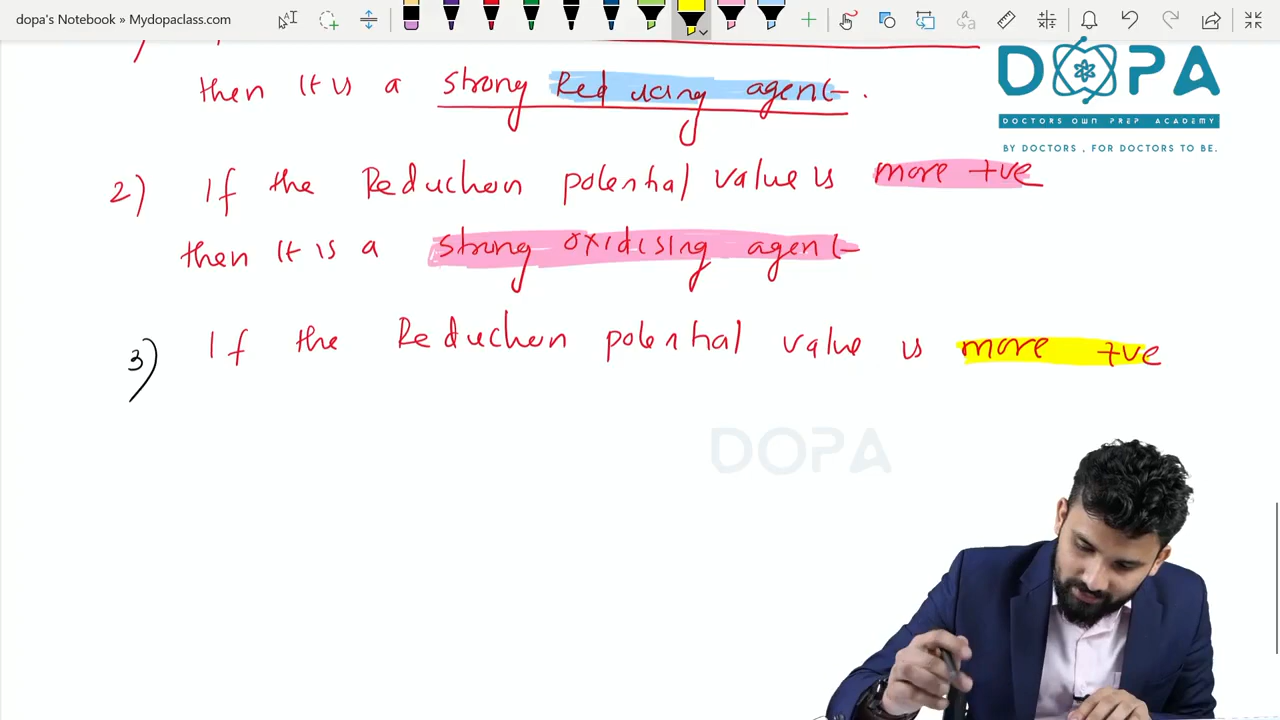 dopa's Notebook » Mydopaclass.com
then It is a strong Reducing agent.
DOPA
DOCTORS OWN PREP ACADEMY
BY DOCTORS , FOR DOCTORS TO BE.
2) If the Reduction potential value is more +ve
then It is a strong oxidising agent
3) If the Reduction potential value is more +ve
DOPA